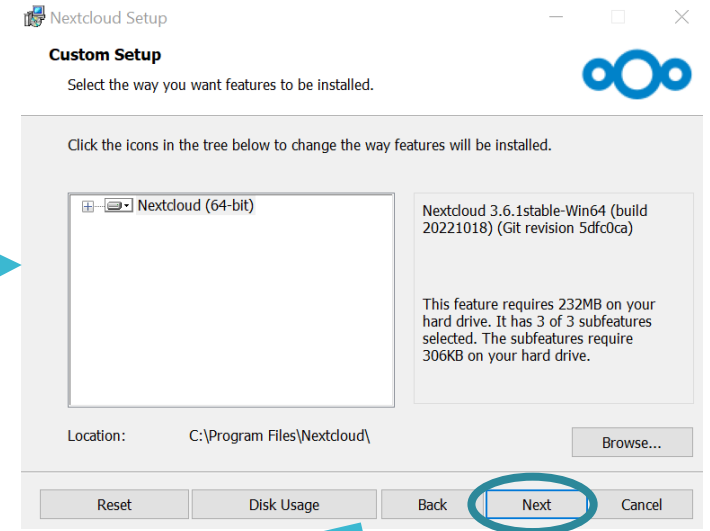 Nextcloud Setup
Custom Setup
Select the way you want features to be installed.
Click the icons in the tree below to change the way features will be installed.
Nextcloud (64-bit)
Nextcloud 3.6.1stable-Win64 (build
20221018) (Git revision 5dfc0ca)
This feature requires 232MB on your
hard drive. It has 3 of 3 subfeatures
selected. The subfeatures require
306KB on your hard drive.
Location: C:\Program Files\Nextcloud\
Browse...
Reset Disk Usage Back Next Cancel